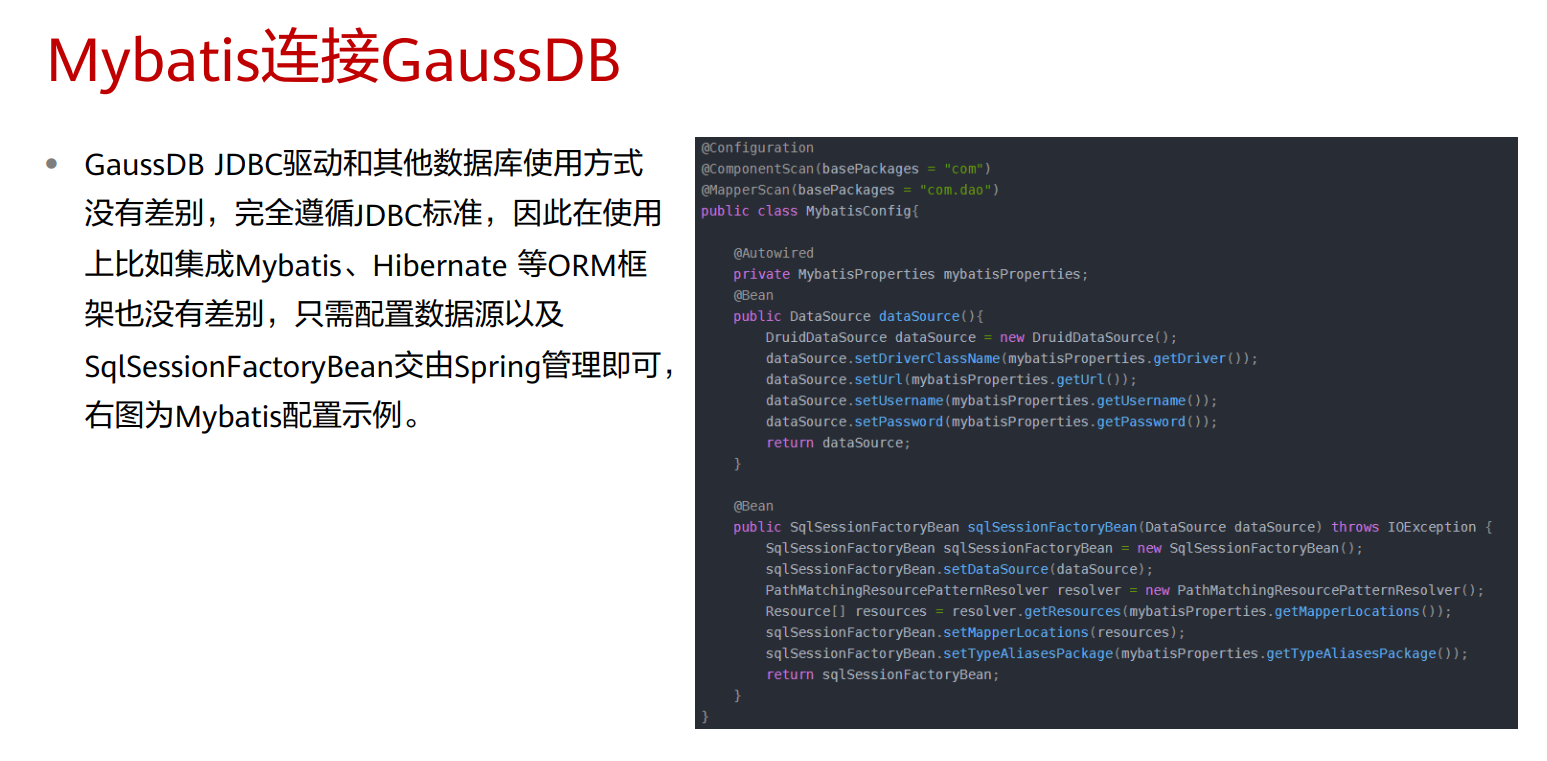 Mybatis连接GaussDB
• GaussDB JDBC驱动和其他数据库使用方式
没有差别，完全遵循JDBC标准，因此在使用
上比如集成Mybatis、Hibernate 等ORM框
架也没有差别，只需配置数据源以及
SqlSessionFactoryBean交由Spring管理即可，
右图为Mybatis配置示例。
@Configuration
@ComponentScan(basePackages = "com")
@MapperScan(basePackages = "com.dao")
public class MybatisConfig{
    @Autowired
    private MybatisProperties mybatisProperties;
    @Bean
    public DataSource dataSource(){
        DruidDataSource dataSource = new DruidDataSource();
        dataSource.setDriverClassName(mybatisProperties.getDriver());
        dataSource.setUrl(mybatisProperties.getUrl());
        dataSource.setUsername(mybatisProperties.getUsername());
        dataSource.setPassword(mybatisProperties.getPassword());
        return dataSource;
    }
    @Bean
    public SqlSessionFactoryBean sqlSessionFactoryBean(DataSource dataSource) throws IOException {
        SqlSessionFactoryBean sqlSessionFactoryBean = new SqlSessionFactoryBean();
        sqlSessionFactoryBean.setDataSource(dataSource);
        PathMatchingResourcePatternResolver resolver = new PathMatchingResourcePatternResolver();
        Resource[] resources = resolver.getResources(mybatisProperties.getMapperLocations());
        sqlSessionFactoryBean.setMapperLocations(resources);
        sqlSessionFactoryBean.setTypeAliasesPackage(mybatisProperties.getTypeAliasesPackage());
        return sqlSessionFactoryBean;
    }
}